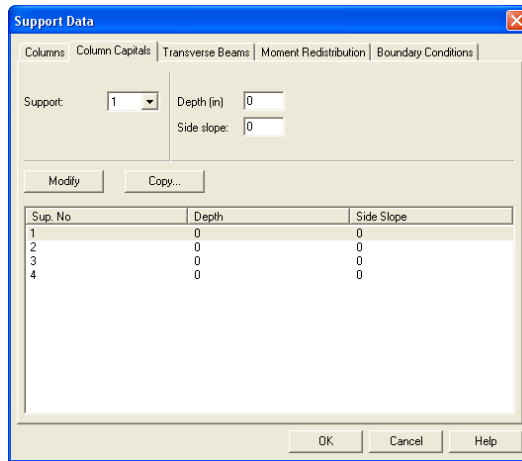 Support Data
Columns Column Capitals Transverse Beams Moment Redistribution Boundary Conditions
Support: 1 Depth (in) 0
Side slope: 0
Modify Copy...
Sup. No Depth Side Slope
1 0 0
2 0 0
3 0 0
4 0 0
OK Cancel Help